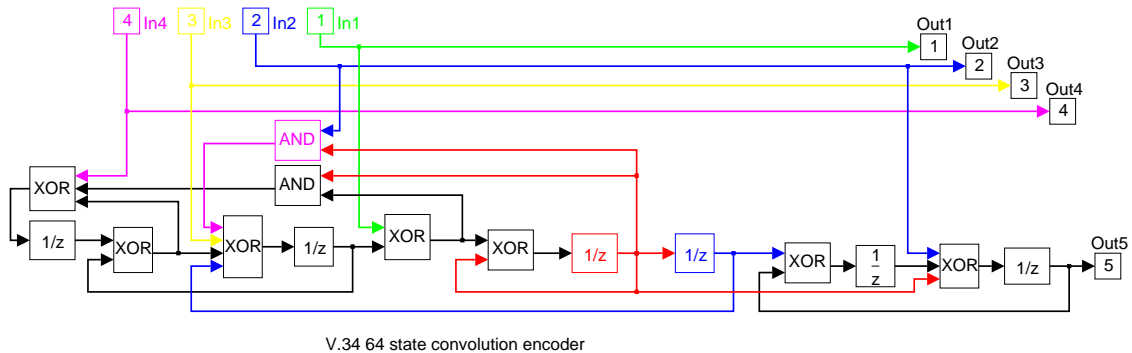 4 In4 3 In3 2 In2 1 In1
Out1
1
Out2
2
Out3
3
Out4
4
AND
AND
XOR
1/z
XOR
XOR
1/z
XOR
XOR
1/z
1/z
XOR
1
z
XOR
1/z
Out5
5
V.34 64 state convolution encoder